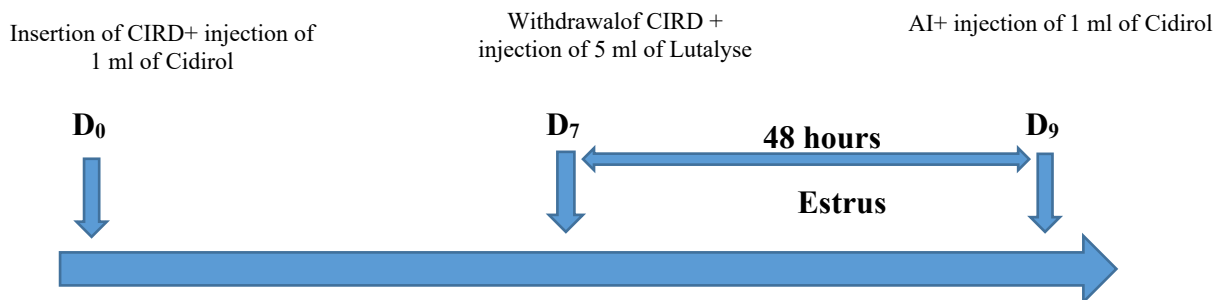 Insertion of CIRD+ injection of
1 ml of Cidirol
Withdrawalof CIRD +
injection of 5 ml of Lutalyse
AI+ injection of 1 ml of Cidirol
D₀
D₇
48 hours
D₉
Estrus